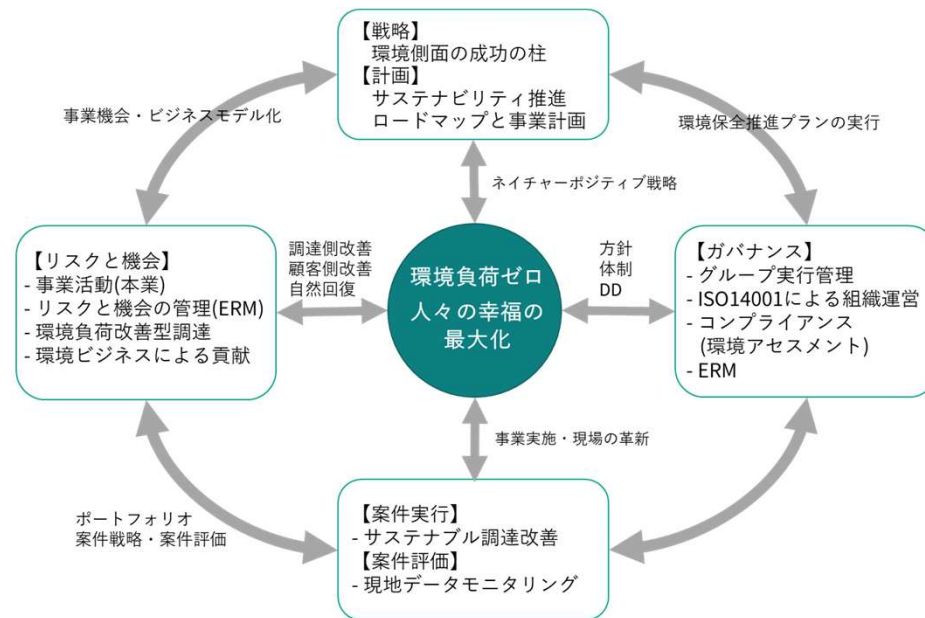 【戦略】
環境側面の成功の柱
【計画】
サステナビリティ推進
ロードマップと事業計画
事業機会・ビジネスモデル化
環境保全推進プランの実行
ネイチャーポジティブ戦略
【リスクと機会】
- 事業活動(本業)
- リスクと機会の管理(ERM)
- 環境負荷改善型調達
- 環境ビジネスによる貢献
調達側改善
顧客側改善
自然回復
環境負荷ゼロ
人々の幸福の
最大化
方針
体制
DD
【ガバナンス】
- グループ実行管理
- ISO14001による組織運営
- コンプライアンス
(環境アセスメント)
- ERM
事業実施・現場の革新
ポートフォリオ
案件戦略・案件評価
【案件実行】
- サステナブル調達改善
【案件評価】
- 現地データモニタリング